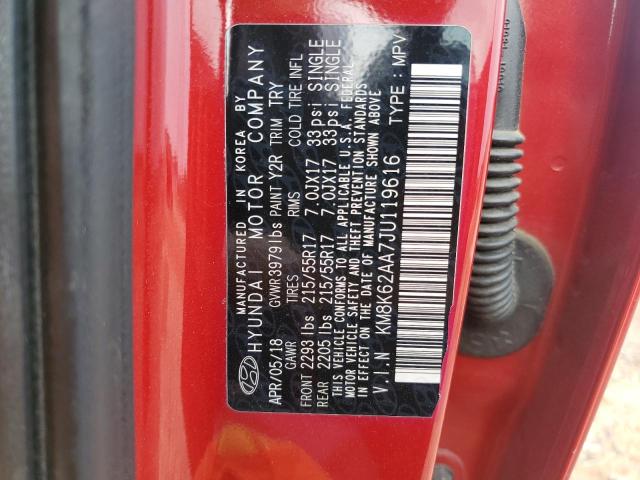 MANUFACTURED IN KOREA BY
HYUNDAI MOTOR COMPANY
APR/05/18 GVWR 3979lbs PAINT Y2R TRIM TRY
GAWR TIRES RIMS COLD TIRE INFL
FRONT 2293 lbs 215/55R17 7.0JX17 33psi SINGLE
REAR 2205 lbs 215/55R17 7.0JX17 33psi SINGLE
THIS VEHICLE CONFORMS TO ALL APPLICABLE U.S.A. FEDERAL
MOTOR VEHICLE SAFETY AND THEFT PREVENTION STANDARDS
IN EFFECT ON THE DATE OF MANUFACTURE SHOWN ABOVE
V.I.N KM8K62AA7JU119616 TYPE : MPV